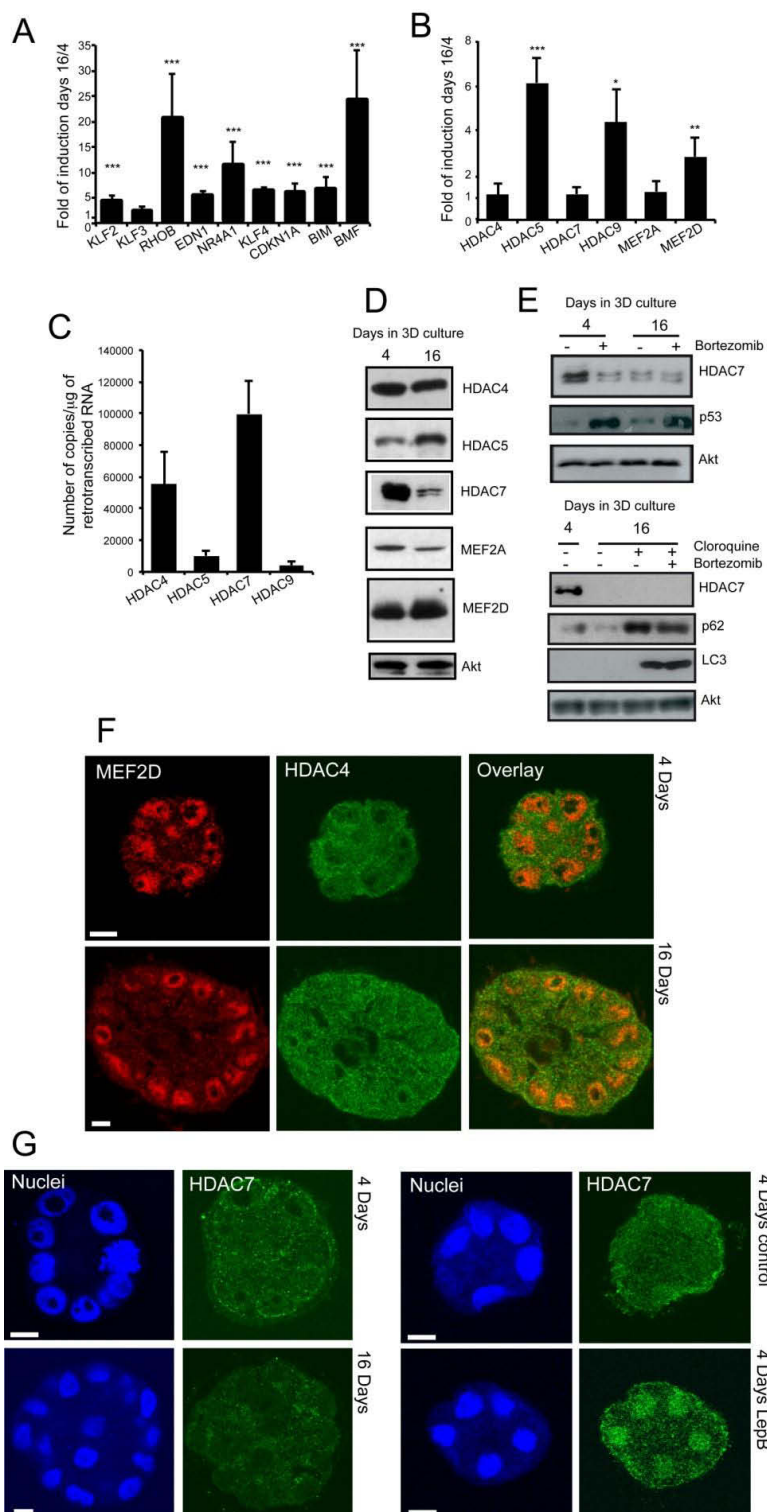 A
Fold of induction days 16/4
35
30
25
20
15
10
5
1
0
***
***
***
***
***
***
***
***
KLF2
KLF3
RHOB
EDN1
NR4A1
KLF4
CDKN1A
BIM
BMF
B
Fold of induction days 16/4
8
6
4
2
1
0
***
*
**
HDAC4
HDAC5
HDAC7
HDAC9
MEF2A
MEF2D
C
Number of copies/µg of
retrotranscribed RNA
140000
120000
100000
80000
60000
40000
20000
0
HDAC4
HDAC5
HDAC7
HDAC9
D
Days in 3D culture
4 16
HDAC4
HDAC5
HDAC7
MEF2A
MEF2D
Akt
E
Days in 3D culture
4 16
- + - + Bortezomib
HDAC7
p53
Akt
Days in 3D culture
4 16
- - + + Cloroquine
- - - + Bortezomib
HDAC7
p62
LC3
Akt
F
MEF2D
HDAC4
Overlay
4 Days
16 Days
G
Nuclei
HDAC7
4 Days
16 Days
Nuclei
HDAC7
4 Days control
4 Days LepB